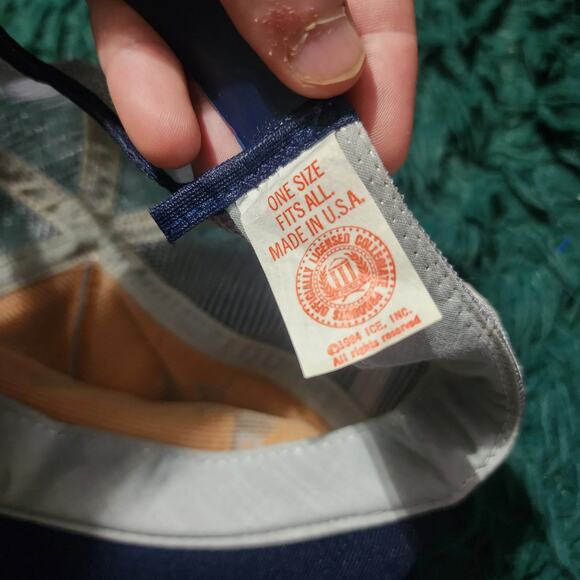 ONE SIZE
FITS ALL.
MADE IN U.S.A.
OFFICIALLY LICENSED COLLEGIATE PRODUCTS
©1984 ICE, INC.
All rights reserved